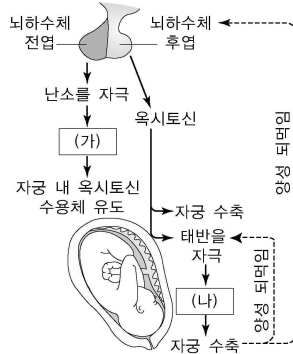 뇌하수체
전엽
뇌하수체
후엽
난소를 자극
옥시토신
(가)
자궁 내 옥시토신
수용체 유도
자궁 수축
태반을
자극
(나)
자궁 수축
양성 되먹임
양성 되먹임